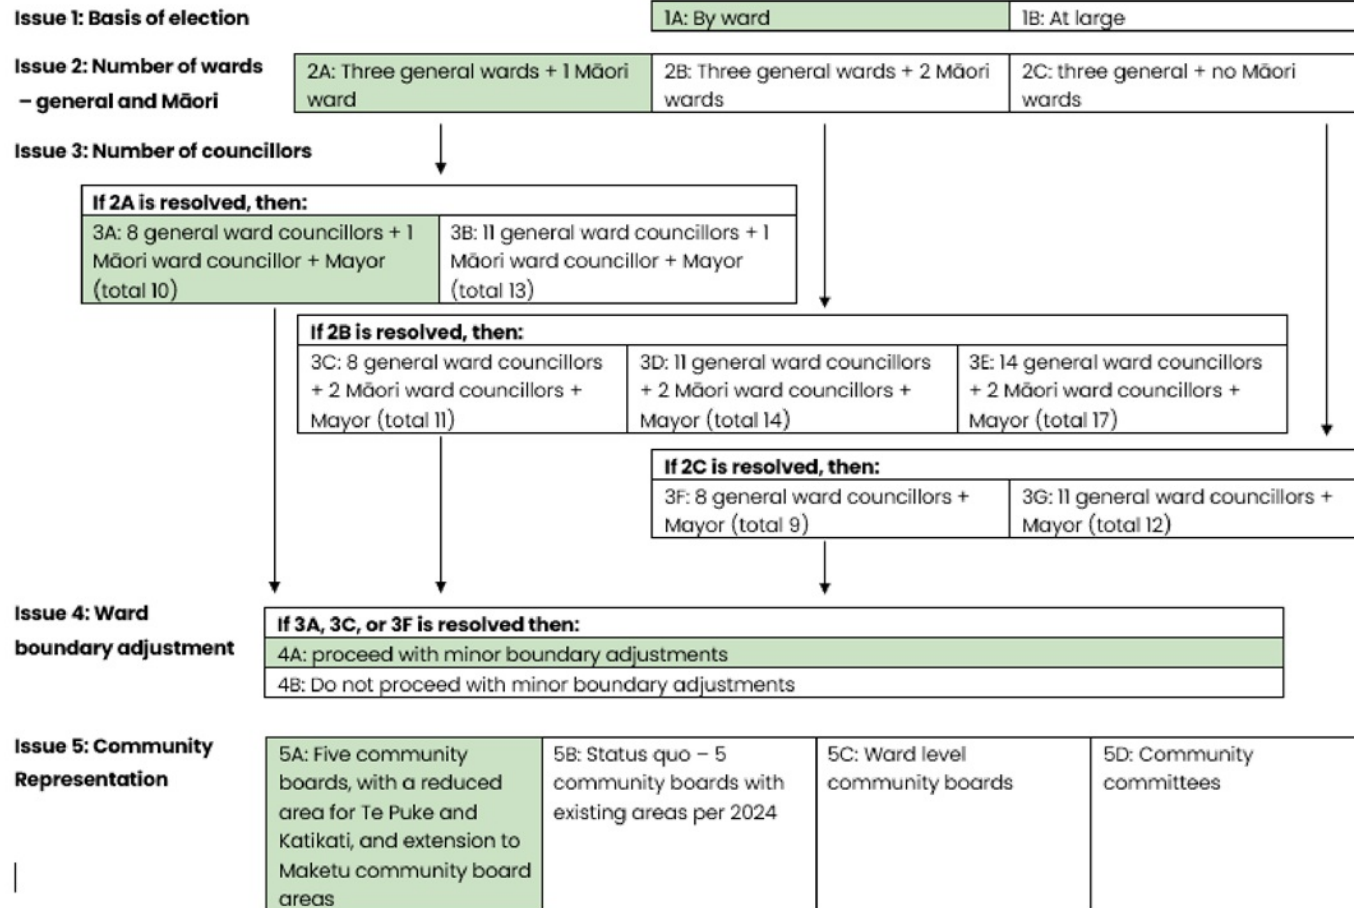 Issue 1: Basis of election
1A: By ward
1B: At large
Issue 2: Number of wards
– general and Māori
2A: Three general wards + 1 Māori
ward
2B: Three general wards + 2 Māori
wards
2C: three general + no Māori
wards
Issue 3: Number of councillors
If 2A is resolved, then:
3A: 8 general ward councillors + 1
Māori ward councillor + Mayor
(total 10)
3B: 11 general ward councillors + 1
Māori ward councillor + Mayor
(total 13)
If 2B is resolved, then:
3C: 8 general ward councillors
+ 2 Māori ward councillors +
Mayor (total 11)
3D: 11 general ward councillors
+ 2 Māori ward councillors +
Mayor (total 14)
3E: 14 general ward councillors
+ 2 Māori ward councillors +
Mayor (total 17)
If 2C is resolved, then:
3F: 8 general ward councillors +
Mayor (total 9)
3G: 11 general ward councillors +
Mayor (total 12)
Issue 4: Ward
boundary adjustment
If 3A, 3C, or 3F is resolved then:
4A: proceed with minor boundary adjustments
4B: Do not proceed with minor boundary adjustments
Issue 5: Community
Representation
5A: Five community
boards, with a reduced
area for Te Puke and
Katikati, and extension to
Maketu community board
areas
5B: Status quo – 5
community boards with
existing areas per 2024
5C: Ward level
community boards
5D: Community
committees